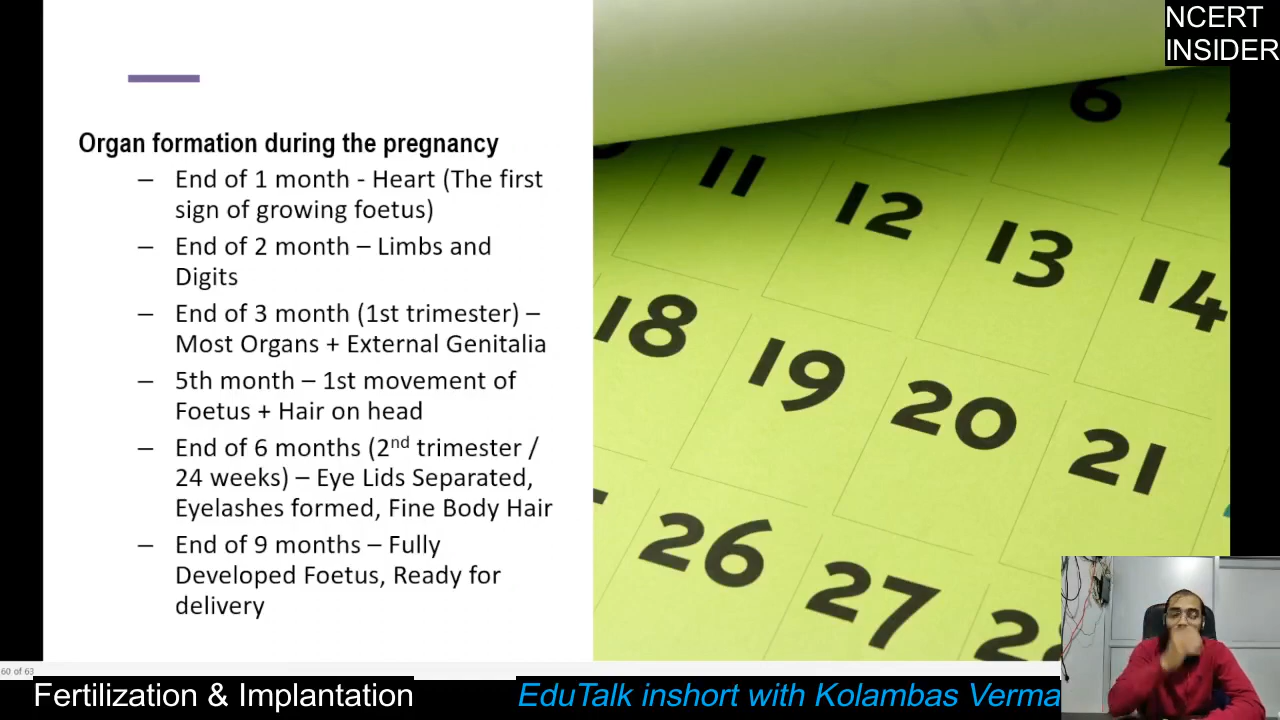 NCERT
INSIDER
Organ formation during the pregnancy
– End of 1 month - Heart (The first
sign of growing foetus)
– End of 2 month – Limbs and
Digits
– End of 3 month (1st trimester) –
Most Organs + External Genitalia
– 5th month – 1st movement of
Foetus + Hair on head
– End of 6 months (2nd trimester /
24 weeks) – Eye Lids Separated,
Eyelashes formed, Fine Body Hair
– End of 9 months – Fully
Developed Foetus, Ready for
delivery
6
11 12 13 14
18 19 20 21
26 27
60 of 63
Fertilization & Implantation
EduTalk inshort with Kolambas Verma